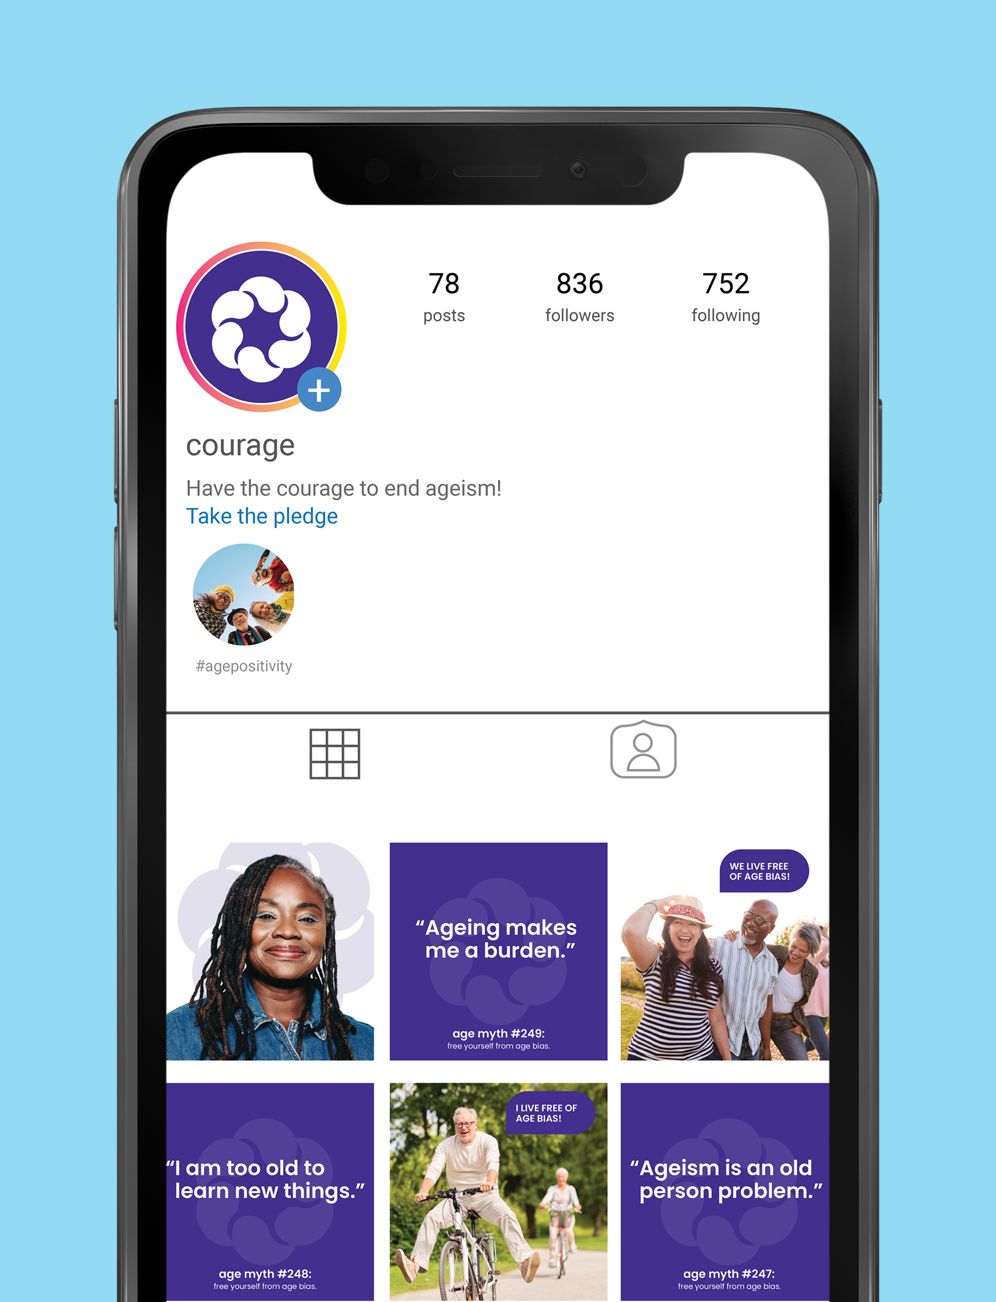 78
posts
836
followers
752
following
courage
Have the courage to end ageism!
Take the pledge
#agepositivity
WE LIVE FREE
OF AGE BIAS!
“Ageing makes
me a burden.”
age myth #249:
free yourself from age bias.
“I am too old to
learn new things.”
age myth #248:
free yourself from age bias.
I LIVE FREE OF
AGE BIAS!
“Ageism is an old
person problem.”
age myth #247:
free yourself from age bias.